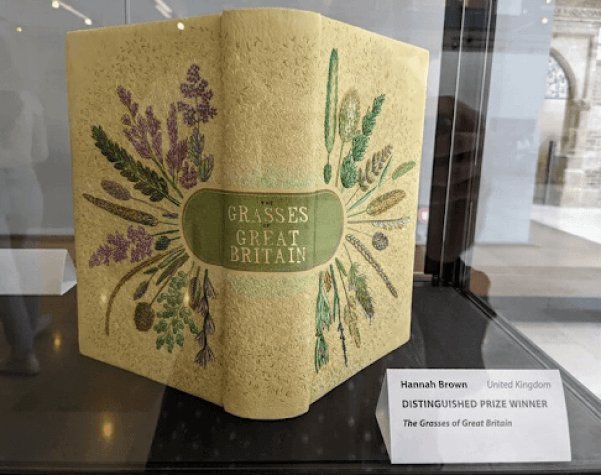 THE
GRASSES
OF
GREAT
BRITAIN
Hannah Brown United Kingdom
DISTINGUISHED PRIZE WINNER
The Grasses of Great Britain